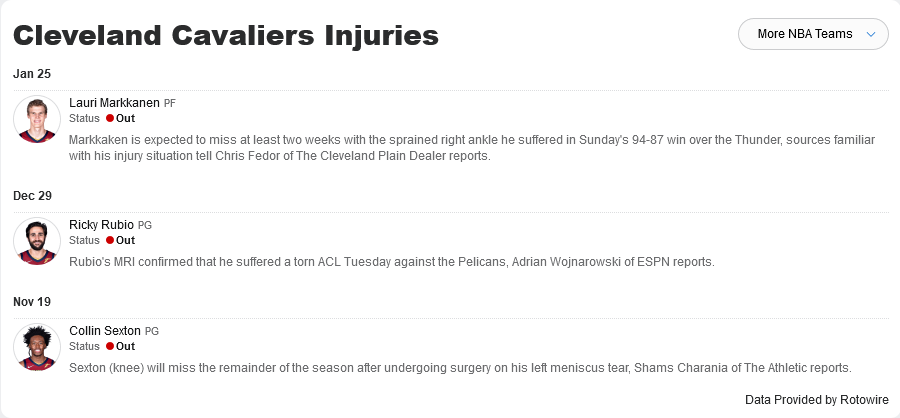 Cleveland Cavaliers Injuries
More NBA Teams
Jan 25
Lauri Markkanen PF
Status Out
Markkaken is expected to miss at least two weeks with the sprained right ankle he suffered in Sunday's 94-87 win over the Thunder, sources familiar
with his injury situation tell Chris Fedor of The Cleveland Plain Dealer reports.
Dec 29
Ricky Rubio PG
Status Out
Rubio's MRI confirmed that he suffered a torn ACL Tuesday against the Pelicans, Adrian Wojnarowski of ESPN reports.
Nov 19
Collin Sexton PG
Status Out
Sexton (knee) will miss the remainder of the season after undergoing surgery on his left meniscus tear, Shams Charania of The Athletic reports.
Data Provided by Rotowire